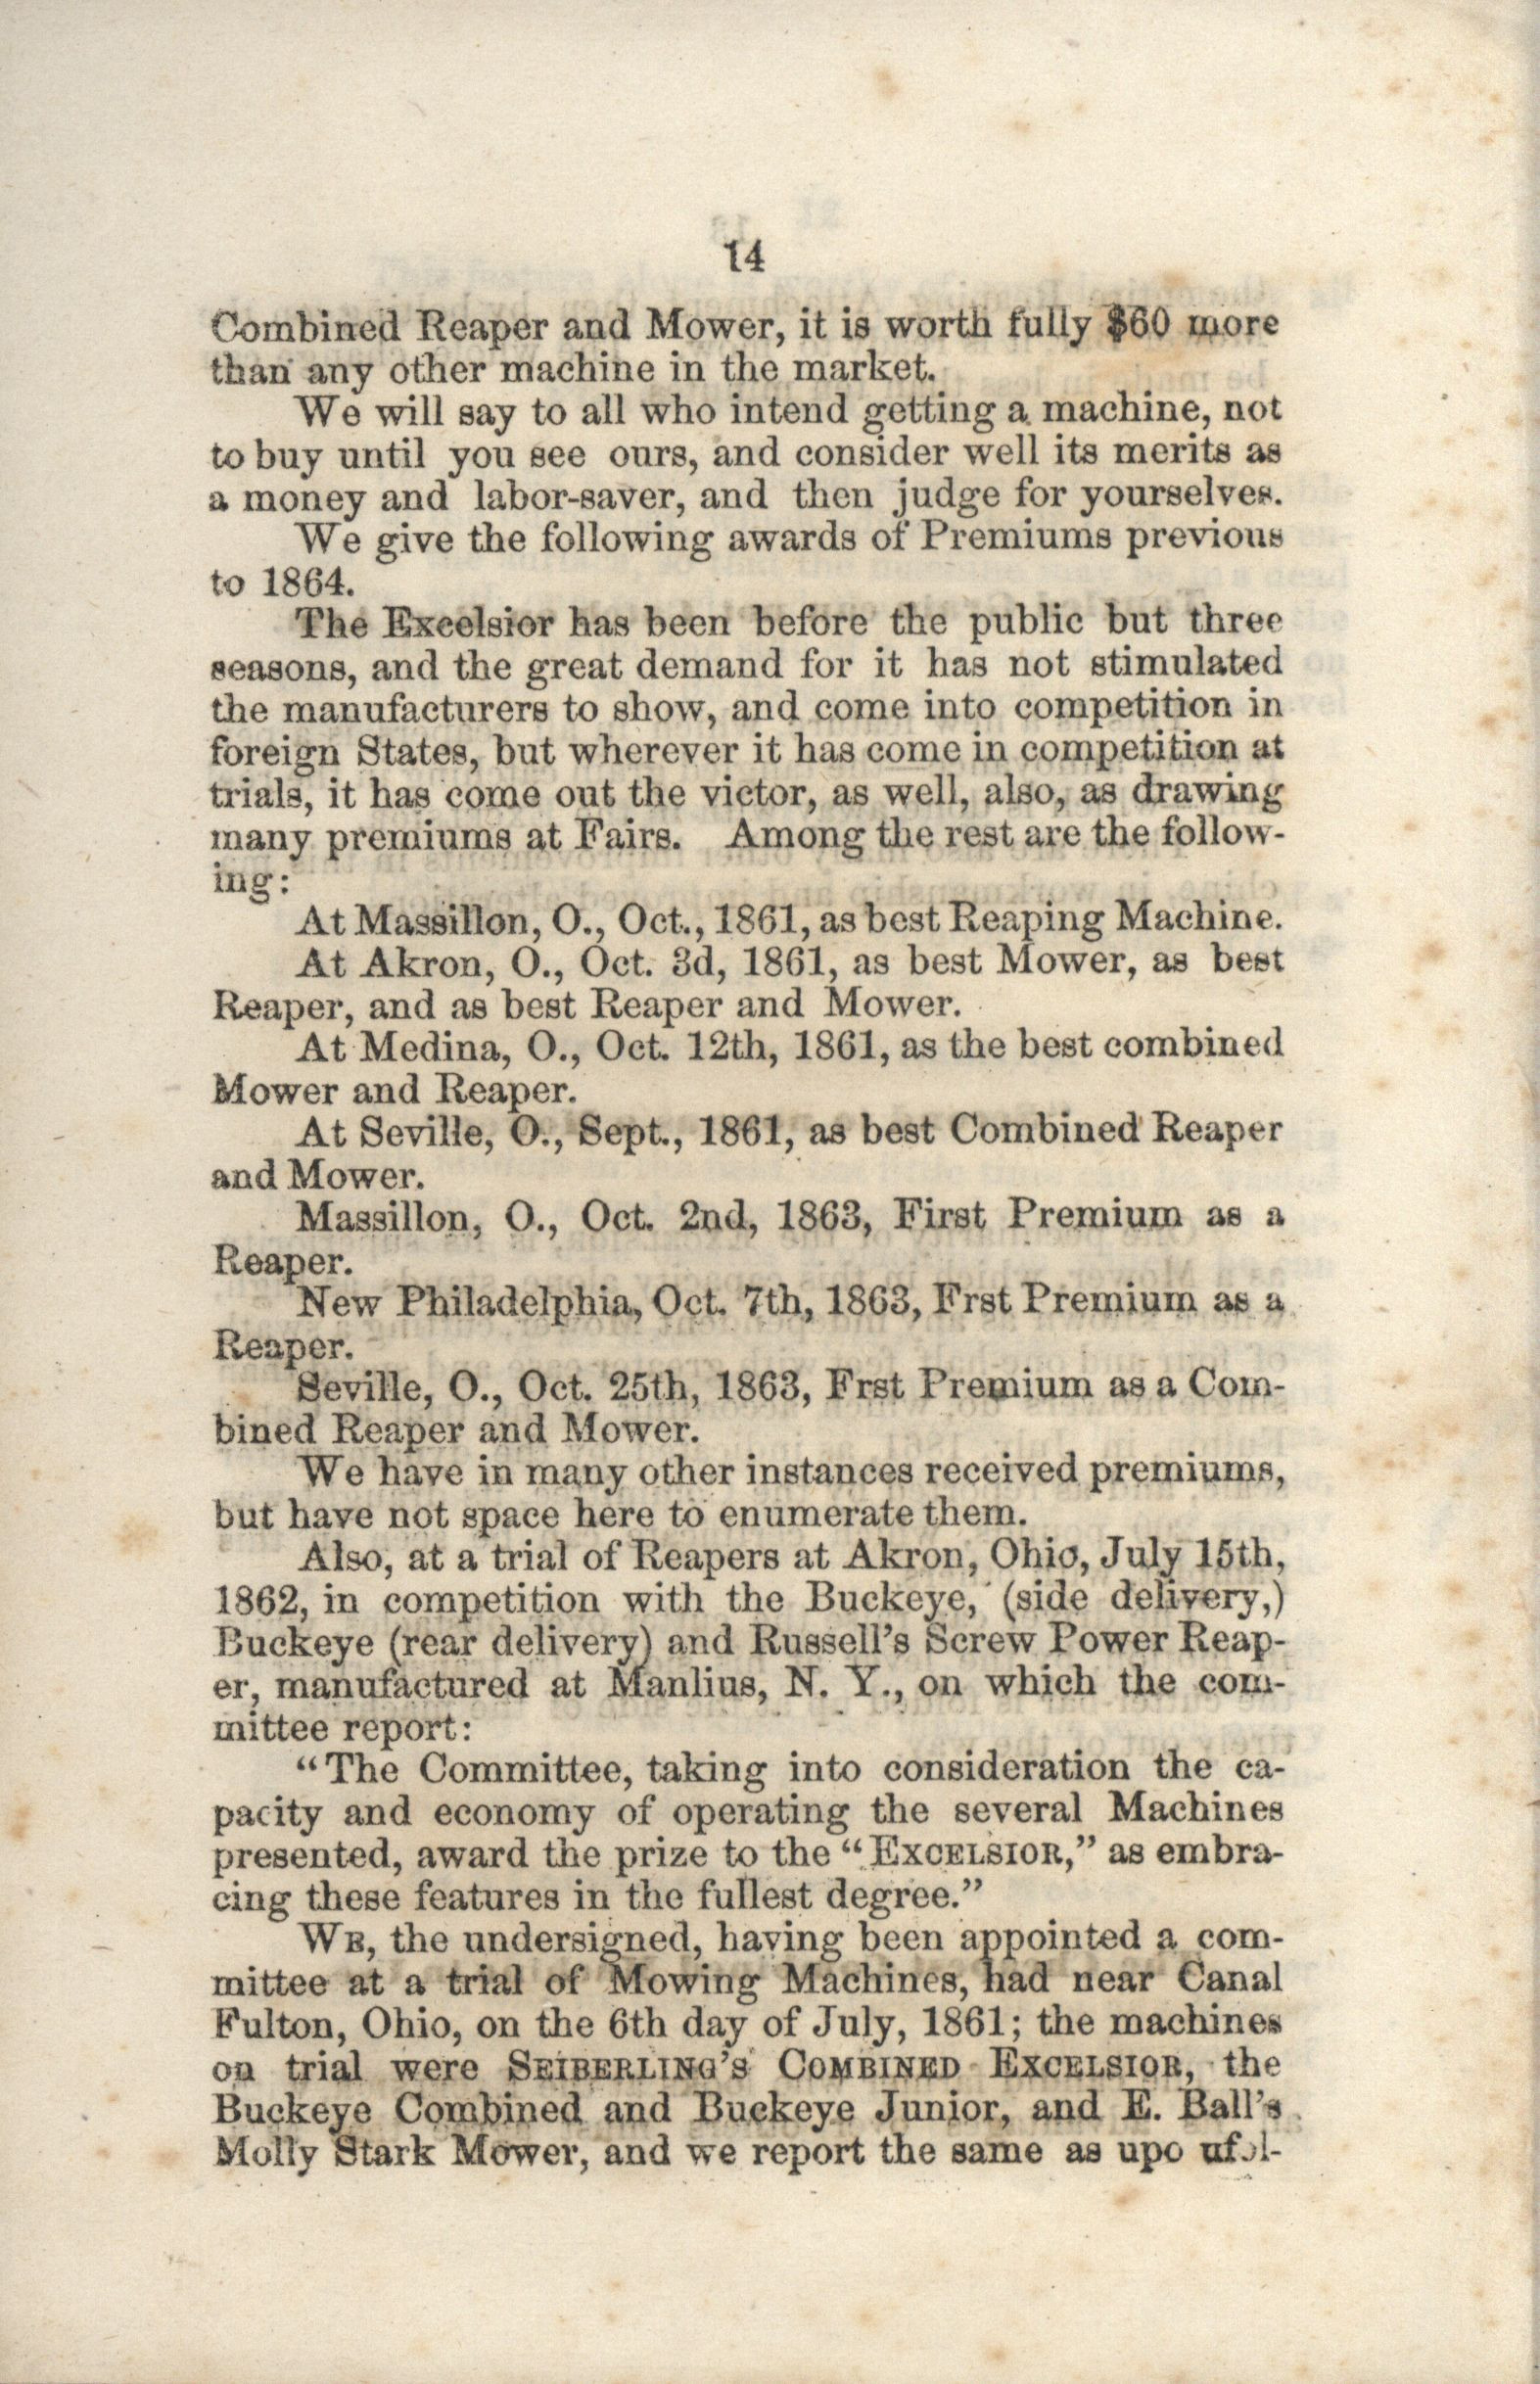 14
Combined Reaper and Mower, it is worth fully $60 more
than any other machine in the market.
We will say to all who intend getting a machine, not
to buy until you see ours, and consider well its merits as
a money and labor-saver, and then judge for yourselves.
We give the following awards of Premiums previous
to 1864.
The Excelsior has been before the public but three
seasons, and the great demand for it has not stimulated
the manufacturers to show, and come into competition in
foreign States, but wherever it has come in competition at
trials, it has come out the victor, as well, also, as drawing
many premiums at Fairs. Among the rest are the follow-
ing:
At Massillon, O., Oct., 1861, as best Reaping Machine.
At Akron, O., Oct. 3d, 1861, as best Mower, as best
Reaper, and as best Reaper and Mower.
At Medina, O., Oct. 12th, 1861, as the best combined
Mower and Reaper.
At Seville, O., Sept., 1861, as best Combined Reaper
and Mower.
Massillon, O., Oct. 2nd, 1863, First Premium as a
Reaper.
New Philadelphia, Oct. 7th, 1863, Frst Premium as a
Reaper.
Seville, O., Oct. 25th, 1863, Frst Premium as a Com-
bined Reaper and Mower.
We have in many other instances received premiums,
but have not space here to enumerate them.
Also, at a trial of Reapers at Akron, Ohio, July 15th,
1862, in competition with the Buckeye, (side delivery,)
Buckeye (rear delivery) and Russell's Screw Power Reap-
er, manufactured at Manlius, N. Y., on which the com-
mittee report:
"The Committee, taking into consideration the ca-
pacity and economy of operating the several Machines
presented, award the prize to the "EXCELSIOR," as embra-
cing these features in the fullest degree."
WE, the undersigned, having been appointed a com-
mittee at a trial of Mowing Machines, had near Canal
Fulton, Ohio, on the 6th day of July, 1861; the machines
on trial were SEIBERLING'S COMBINED EXCELSIOR, the
Buckeye Combined and Buckeye Junior, and E. Ball's
Molly Stark Mower, and we report the same as upo